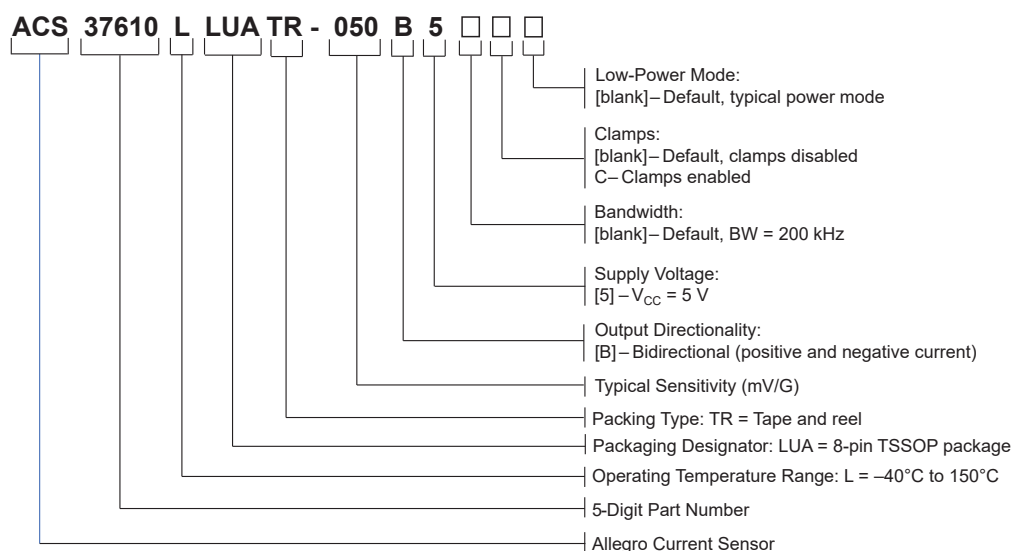 ACS 37610 L LUA TR - 050 B 5 □ □ □
Low-Power Mode:
[blank] – Default, typical power mode
Clamps:
[blank] – Default, clamps disabled
C – Clamps enabled
Bandwidth:
[blank] – Default, BW = 200 kHz
Supply Voltage:
[5] – VCC = 5 V
Output Directionality:
[B] – Bidirectional (positive and negative current)
Typical Sensitivity (mV/G)
Packing Type: TR = Tape and reel
Packaging Designator: LUA = 8-pin TSSOP package
Operating Temperature Range: L = –40°C to 150°C
5-Digit Part Number
Allegro Current Sensor